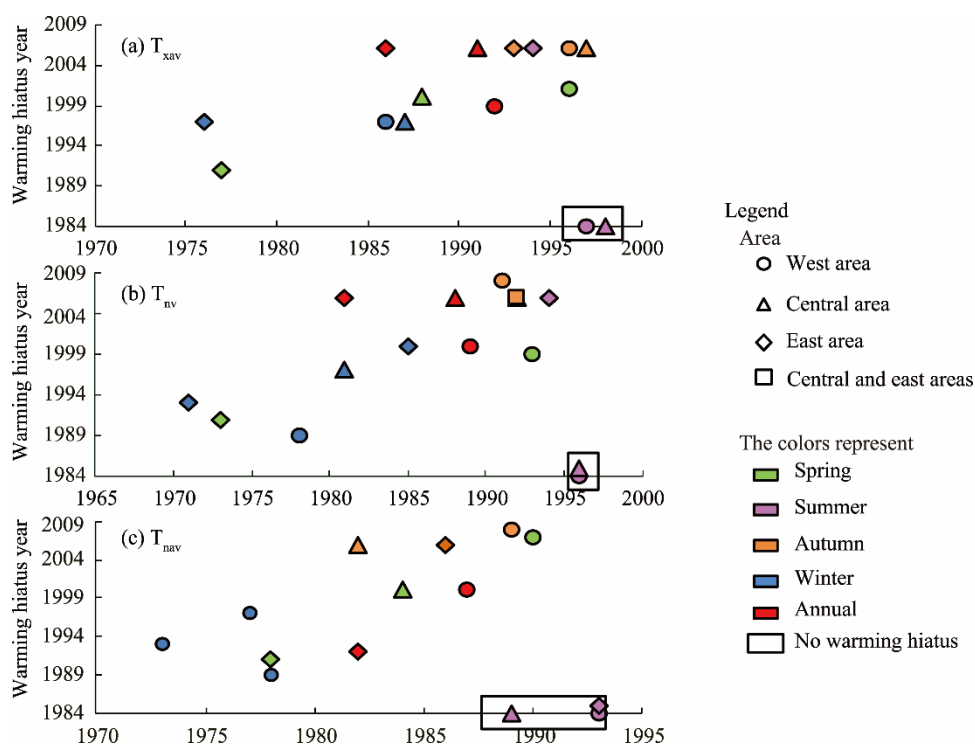 2009
2004
1999
1994
1989
1984
Warming hiatus year
(a) Txav
1970 1975 1980 1985 1990 1995 2000
2009
2004
1999
1994
1989
1984
Warming hiatus year
(b) Tnv
1965 1970 1975 1980 1985 1990 1995 2000
2009
2004
1999
1994
1989
1984
Warming hiatus year
(c) Tnav
1970 1975 1980 1985 1990 1995
Legend
Area
West area
Central area
East area
Central and east areas
The colors represent
Spring
Summer
Autumn
Winter
Annual
No warming hiatus